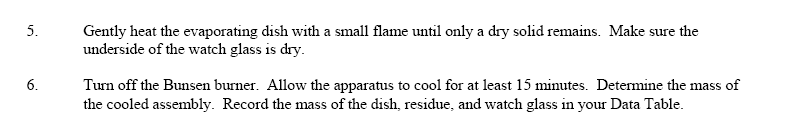 5. Gently heat the evaporating dish with a small flame until only a dry solid remains.  Make sure the
underside of the watch glass is dry.
6. Turn off the Bunsen burner.  Allow the apparatus to cool for at least 15 minutes.  Determine the mass of
the cooled assembly.  Record the mass of the dish, residue, and watch glass in your Data Table.